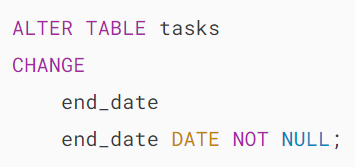 ALTER TABLE tasks
CHANGE
    end_date
    end_date DATE NOT NULL;